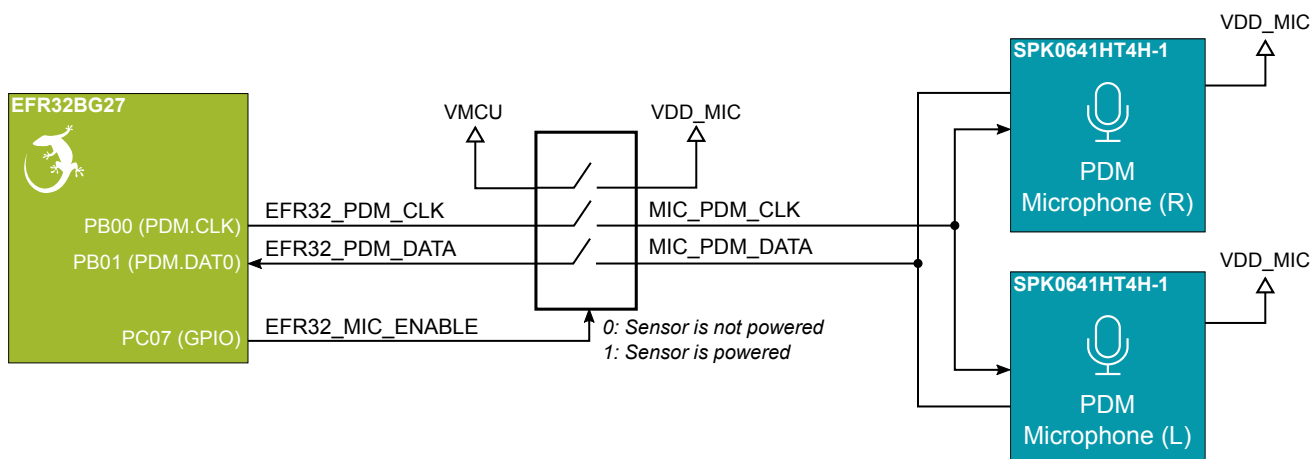 EFR32BG27
PB00 (PDM.CLK)
PB01 (PDM.DAT0)
PC07 (GPIO)
EFR32_PDM_CLK
EFR32_PDM_DATA
EFR32_MIC_ENABLE
VMCU
VDD_MIC
MIC_PDM_CLK
MIC_PDM_DATA
0: Sensor is not powered
1: Sensor is powered
VDD_MIC
SPK0641HT4H-1
PDM
Microphone (R)
VDD_MIC
SPK0641HT4H-1
PDM
Microphone (L)